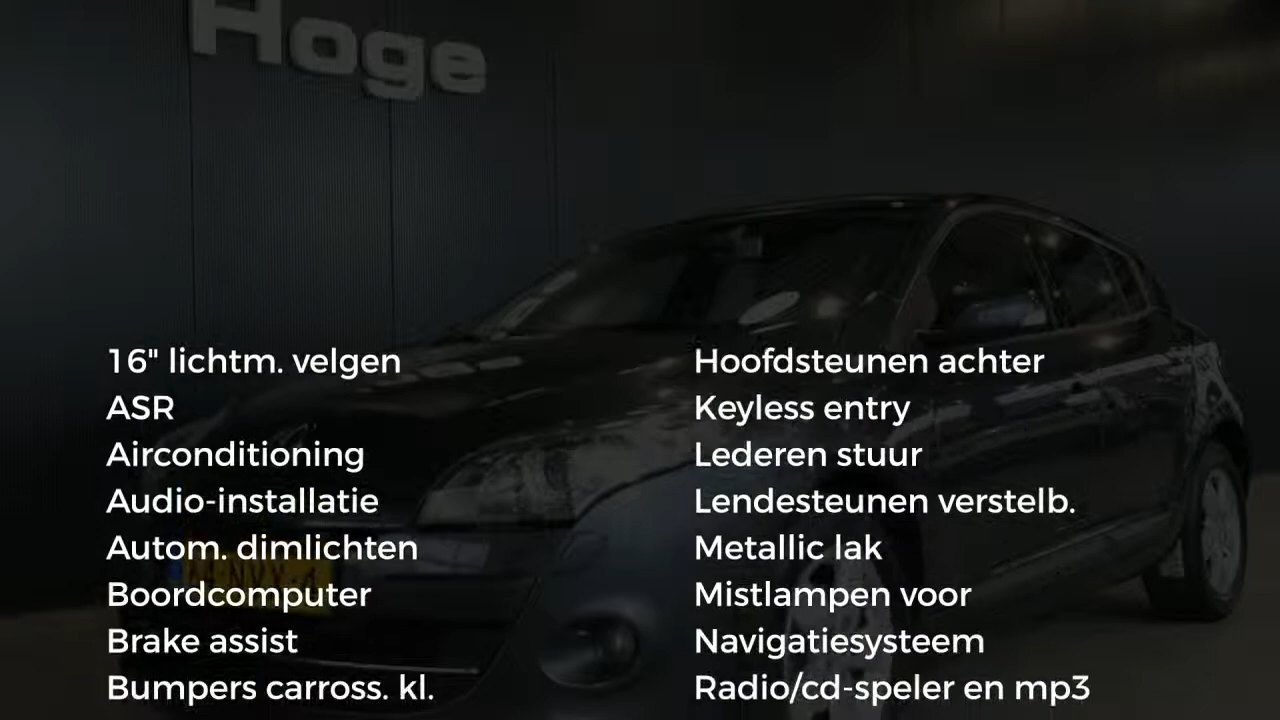 Hoge
16" lichtm. velgen
ASR
Airconditioning
Audio-installatie
Autom. dimlichten
Boordcomputer
Brake assist
Bumpers carross. kl.
Hoofdsteunen achter
Keyless entry
Lederen stuur
Lendesteunen verstelb.
Metallic lak
Mistlampen voor
Navigatiesysteem
Radio/cd-speler en mp3